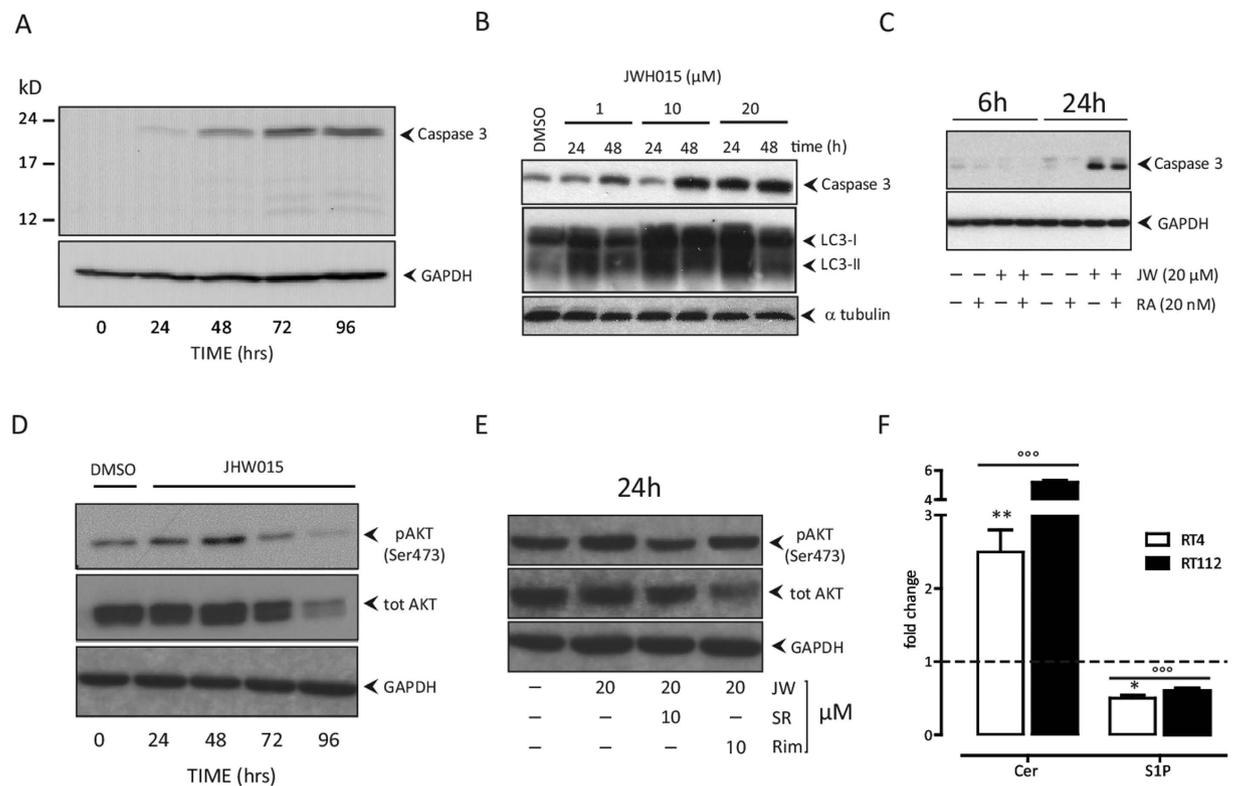 A
kD
24
17
12
Caspase 3
GAPDH
0 24 48 72 96
TIME (hrs)
B
JWH015 (µM)
DMSO
1 10 20
24 48 24 48 24 48 time (h)
Caspase 3
LC3-I
LC3-II
α tubulin
C
6h 24h
Caspase 3
GAPDH
– – + + – – + + JW (20 µM)
– + – + – + – + RA (20 nM)
D
DMSO JHW015
pAKT
(Ser473)
tot AKT
GAPDH
0 24 48 72 96
TIME (hrs)
E
24h
pAKT
(Ser473)
tot AKT
GAPDH
– 20 20 20 JW
– – 10 – SR
– – – 10 Rim
µM
F
fold change
6
4
3
2
1
0
°°°
**
°°°
*
RT4
RT112
Cer S1P